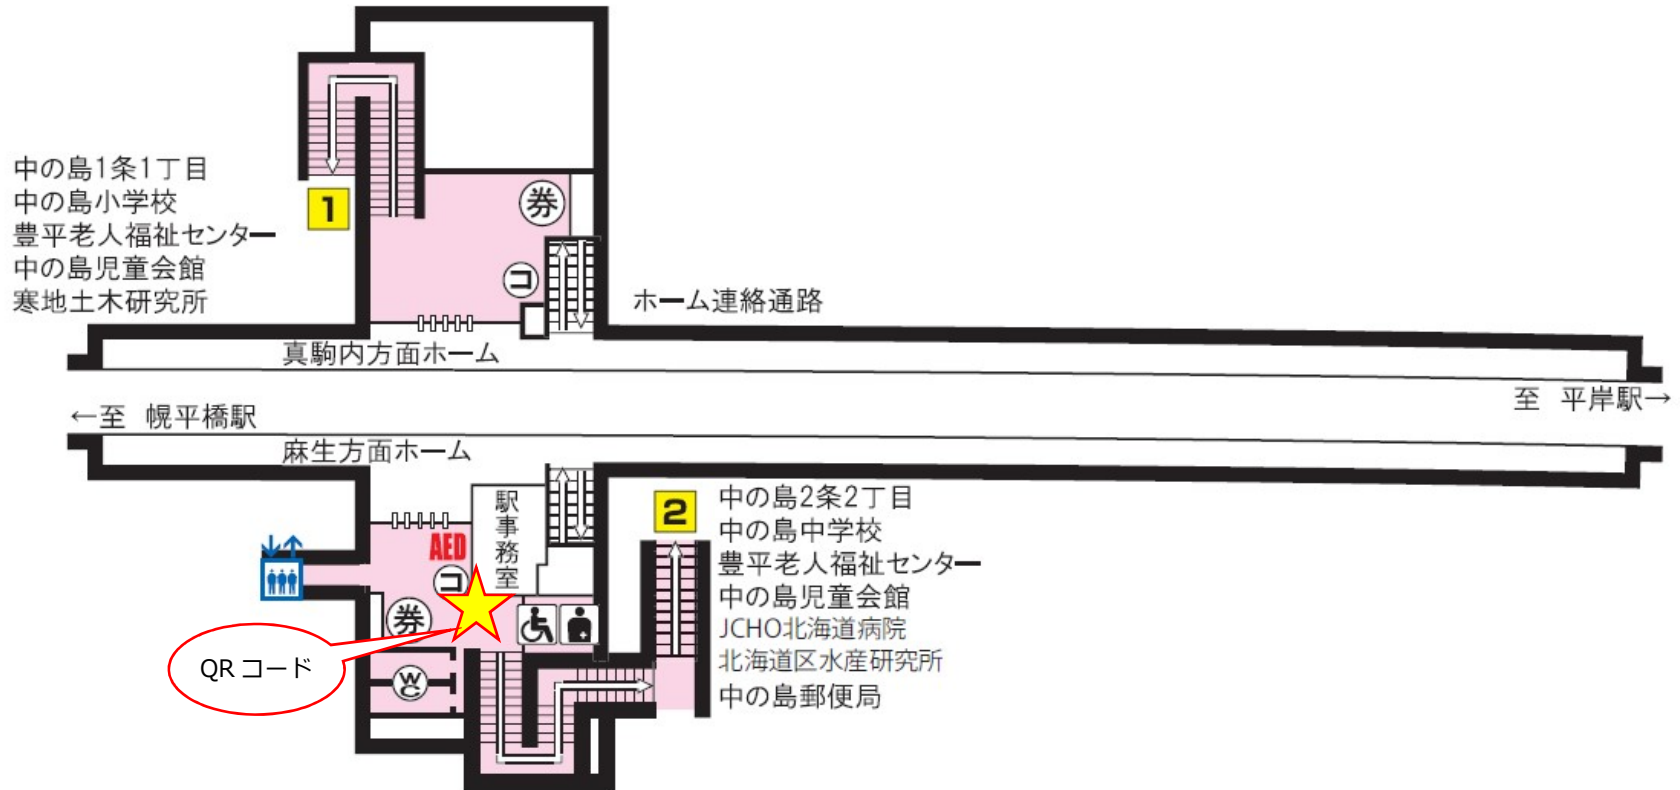 中の島1条1丁目
中の島小学校
豊平老人福祉センター
中の島児童会館
寒地土木研究所
1
券
コ
ホーム連絡通路
真駒内方面ホーム
←至 幌平橋駅
至 平岸駅→
麻生方面ホーム
駅事務室
AED
コ
券
WC
QRコード
2
中の島2条2丁目
中の島中学校
豊平老人福祉センター
中の島児童会館
JCHO北海道病院
北海道区水産研究所
中の島郵便局